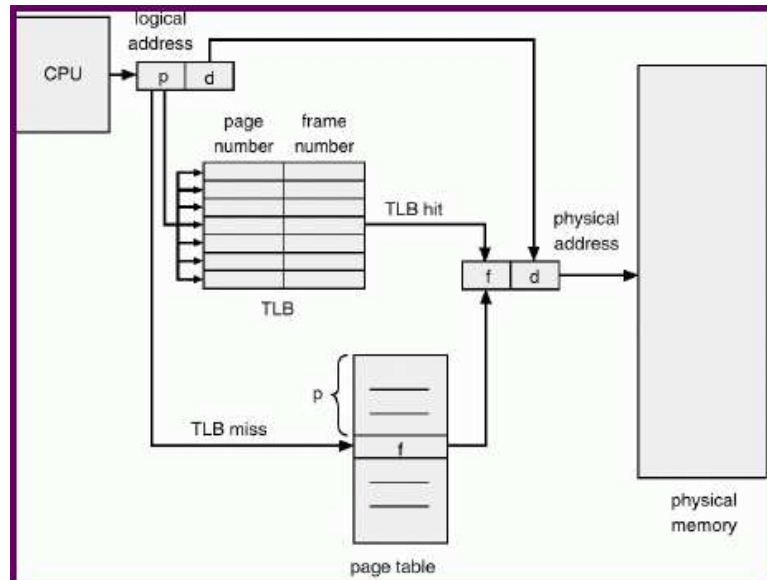 logical
address
CPU
p d
page frame
number number
TLB hit
physical
address
f d
TLB
p
TLB miss
f
physical
memory
page table